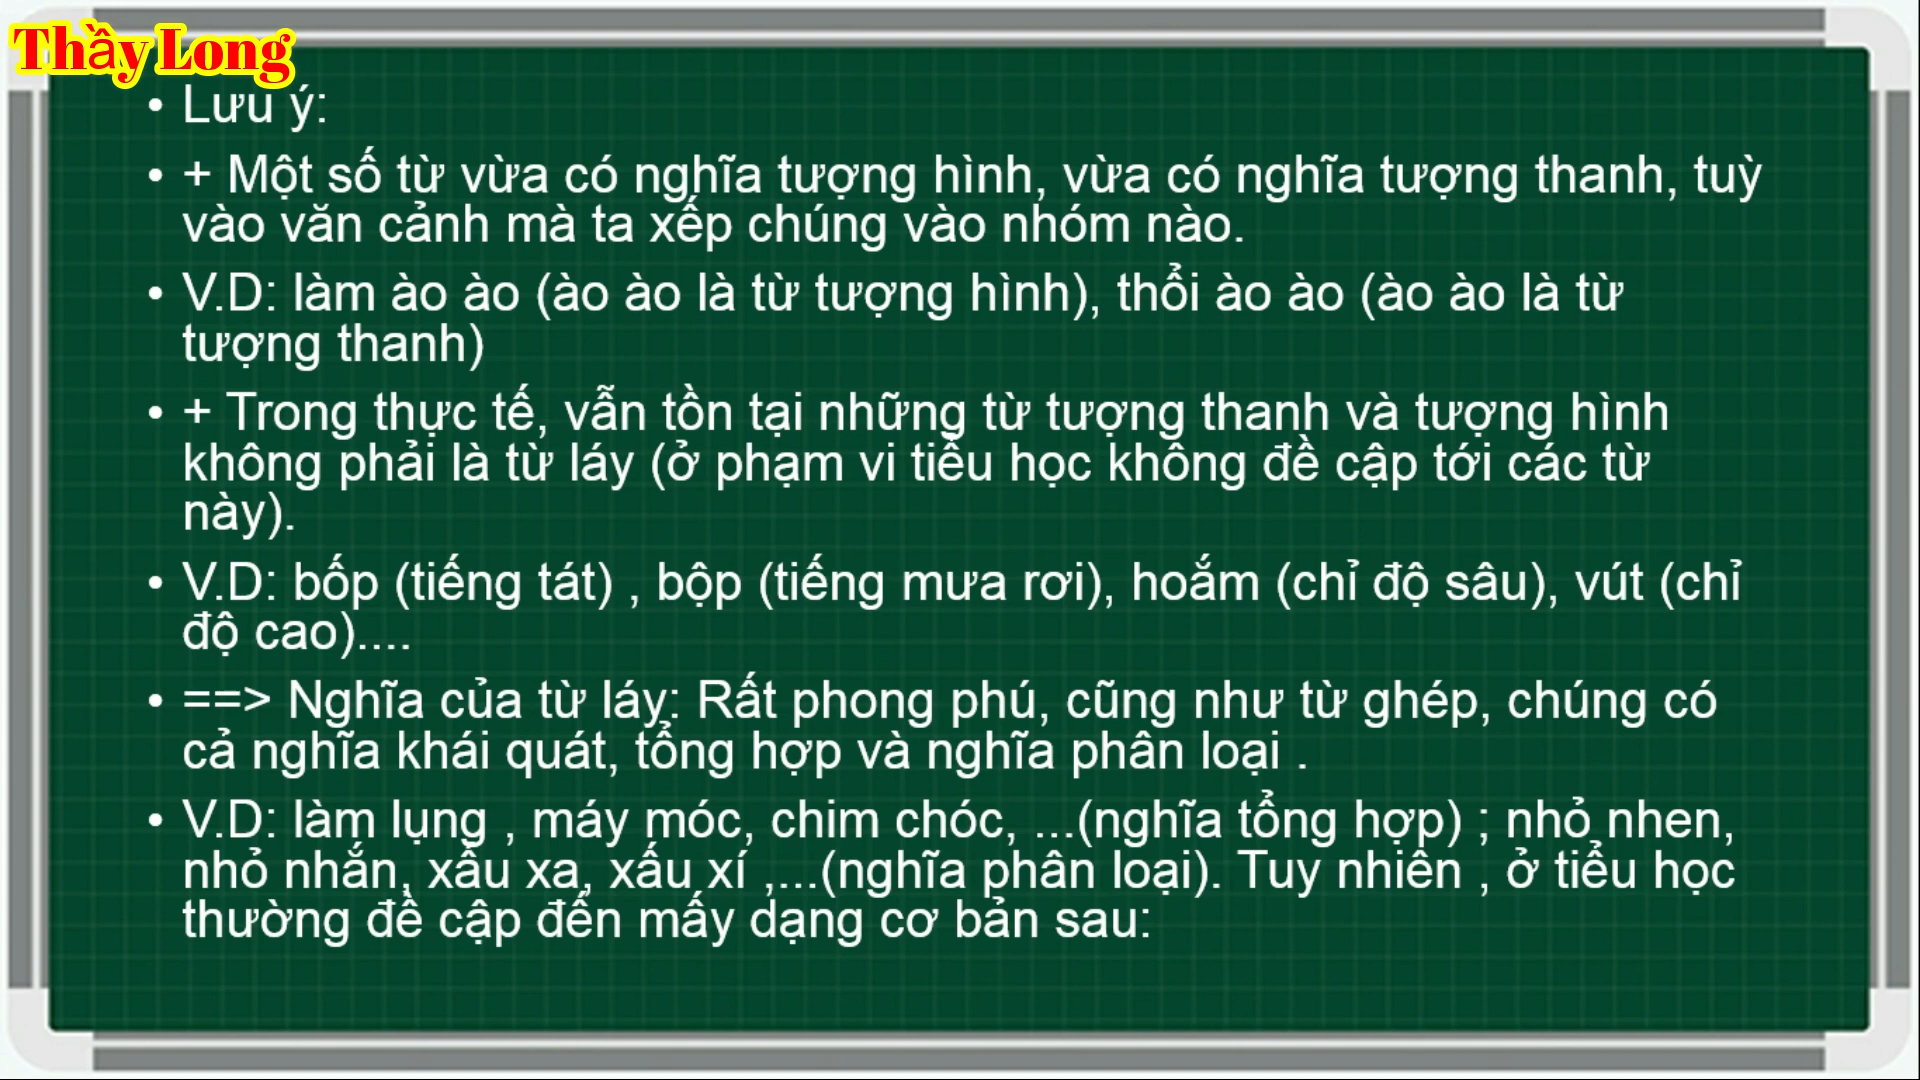 Thầy Long
• Lưu ý:
• + Một số từ vừa có nghĩa tượng hình, vừa có nghĩa tượng thanh, tuỳ
vào văn cảnh mà ta xếp chúng vào nhóm nào.
• V.D: làm ào ào (ào ào là từ tượng hình), thổi ào ào (ào ào là từ
tượng thanh)
• + Trong thực tế, vẫn tồn tại những từ tượng thanh và tượng hình
không phải là từ láy (ở phạm vi tiểu học không đề cập tới các từ
này).
• V.D: bốp (tiếng tát) , bộp (tiếng mưa rơi), hoắm (chỉ độ sâu), vút (chỉ
độ cao)....
• ==> Nghĩa của từ láy: Rất phong phú, cũng như từ ghép, chúng có
cả nghĩa khái quát, tổng hợp và nghĩa phân loại .
• V.D: làm lụng , máy móc, chim chóc, ...(nghĩa tổng hợp) ; nhỏ nhen,
nhỏ nhắn, xấu xa, xấu xí ,...(nghĩa phân loại). Tuy nhiên , ở tiểu học
thường đề cập đến mấy dạng cơ bản sau: